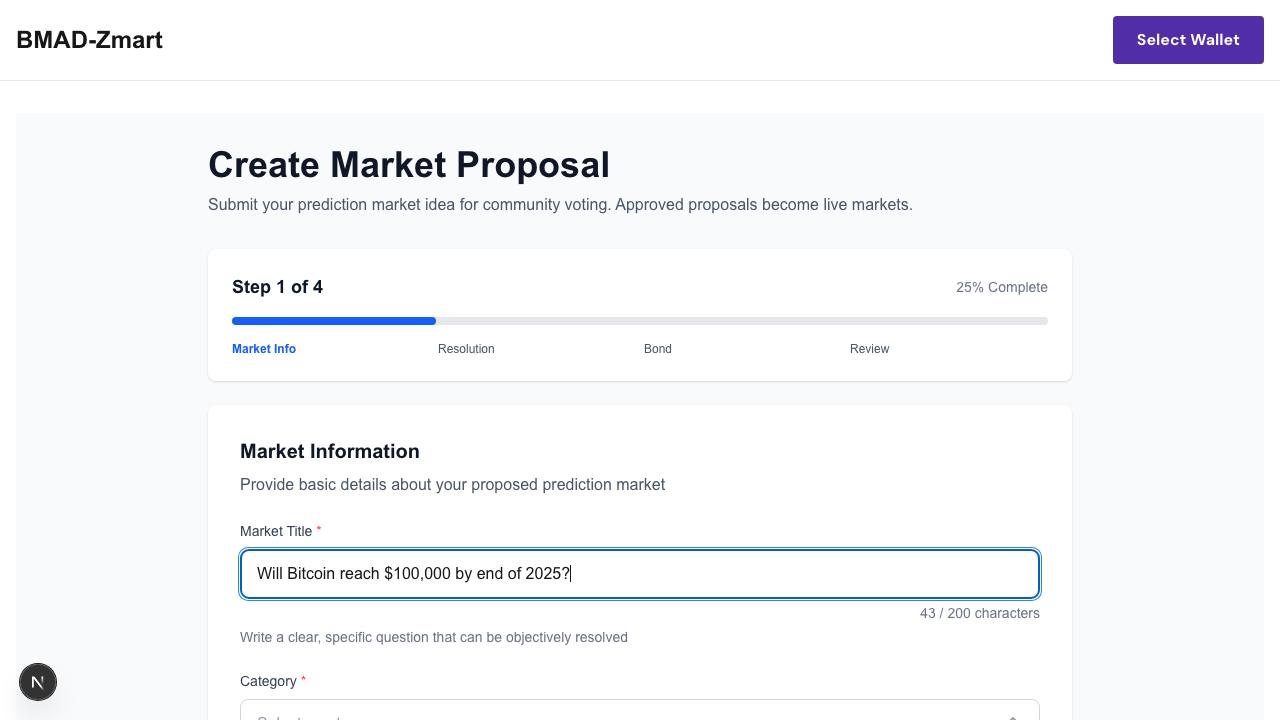 BMAD-Zmart
Select Wallet
Create Market Proposal
Submit your prediction market idea for community voting. Approved proposals become live markets.
Step 1 of 4
25% Complete
Market Info
Resolution
Bond
Review
Market Information
Provide basic details about your proposed prediction market
Market Title *
Will Bitcoin reach $100,000 by end of 2025?
43 / 200 characters
Write a clear, specific question that can be objectively resolved
Category *